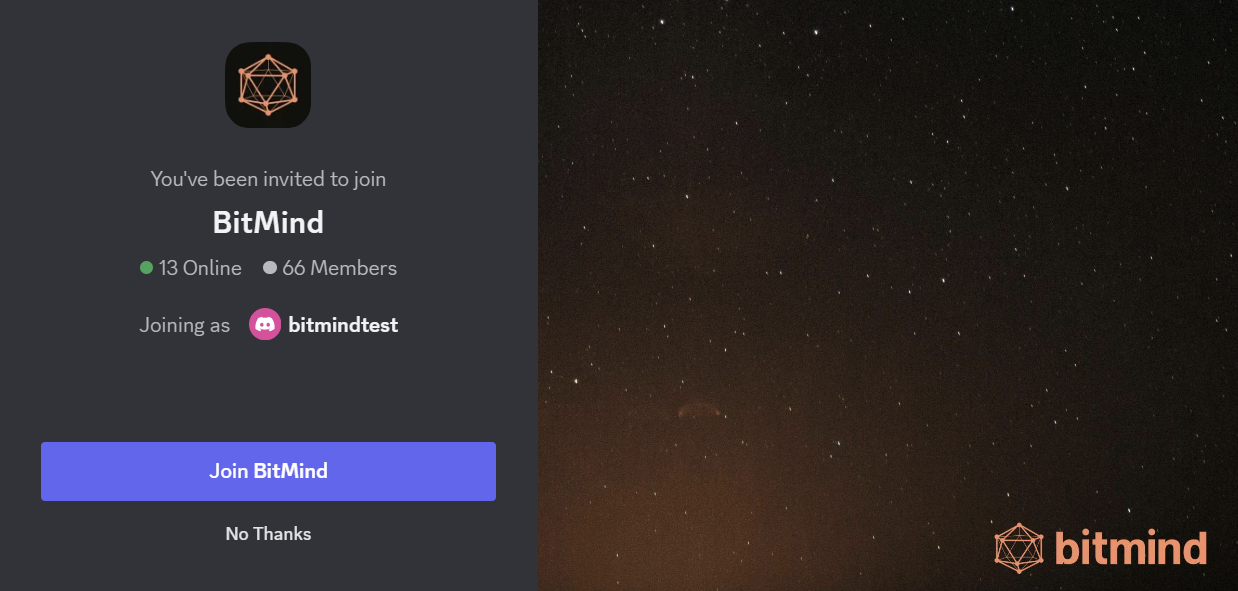 You've been invited to join
BitMind
13 Online 66 Members
Joining as bitmindtest
Join BitMind
No Thanks
bitmind